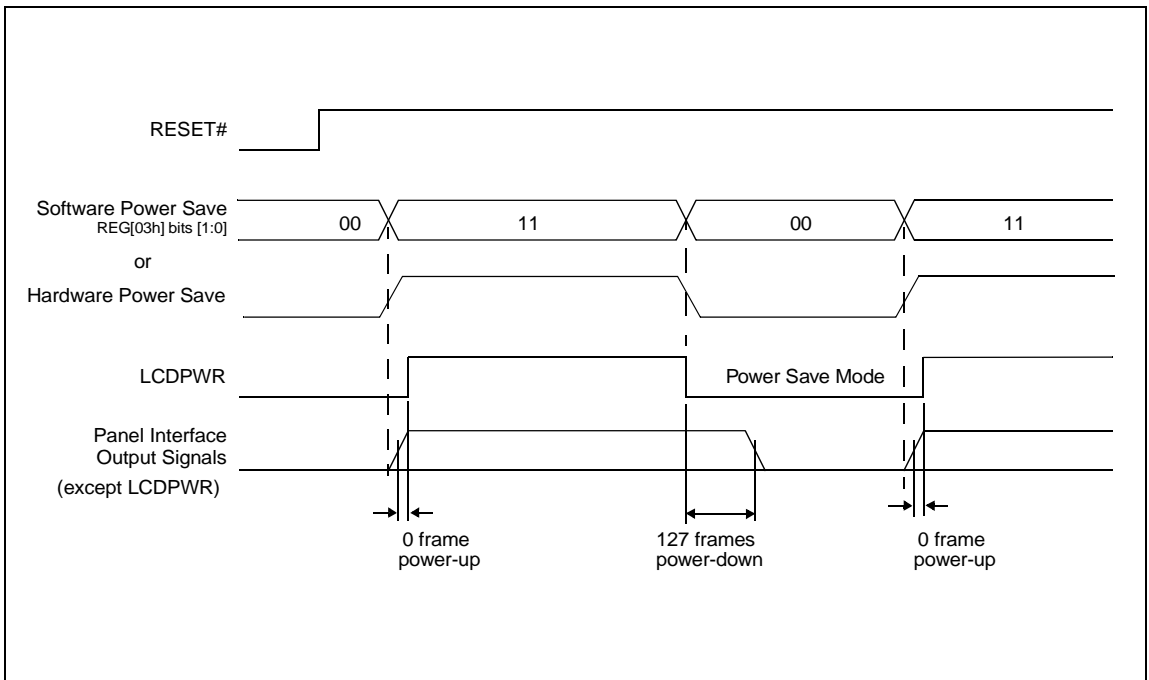 RESET#
Software Power Save
REG[03h] bits [1:0]
00
11
00
11
or
Hardware Power Save
LCDPWR
Power Save Mode
Panel Interface
Output Signals
(except LCDPWR)
0 frame
power-up
127 frames
power-down
0 frame
power-up